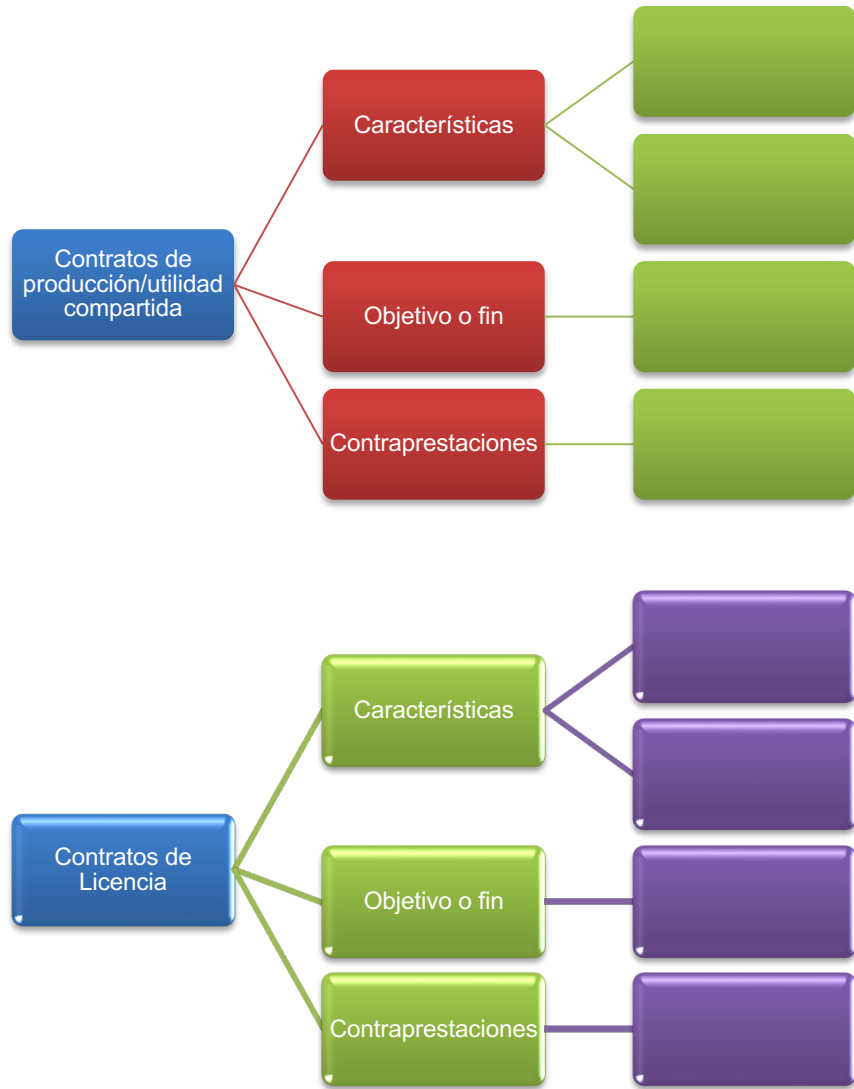 Características
Contratos de
producción/utilidad
compartida
Objetivo o fin
Contraprestaciones
Características
Contratos de
Licencia
Objetivo o fin
Contraprestaciones